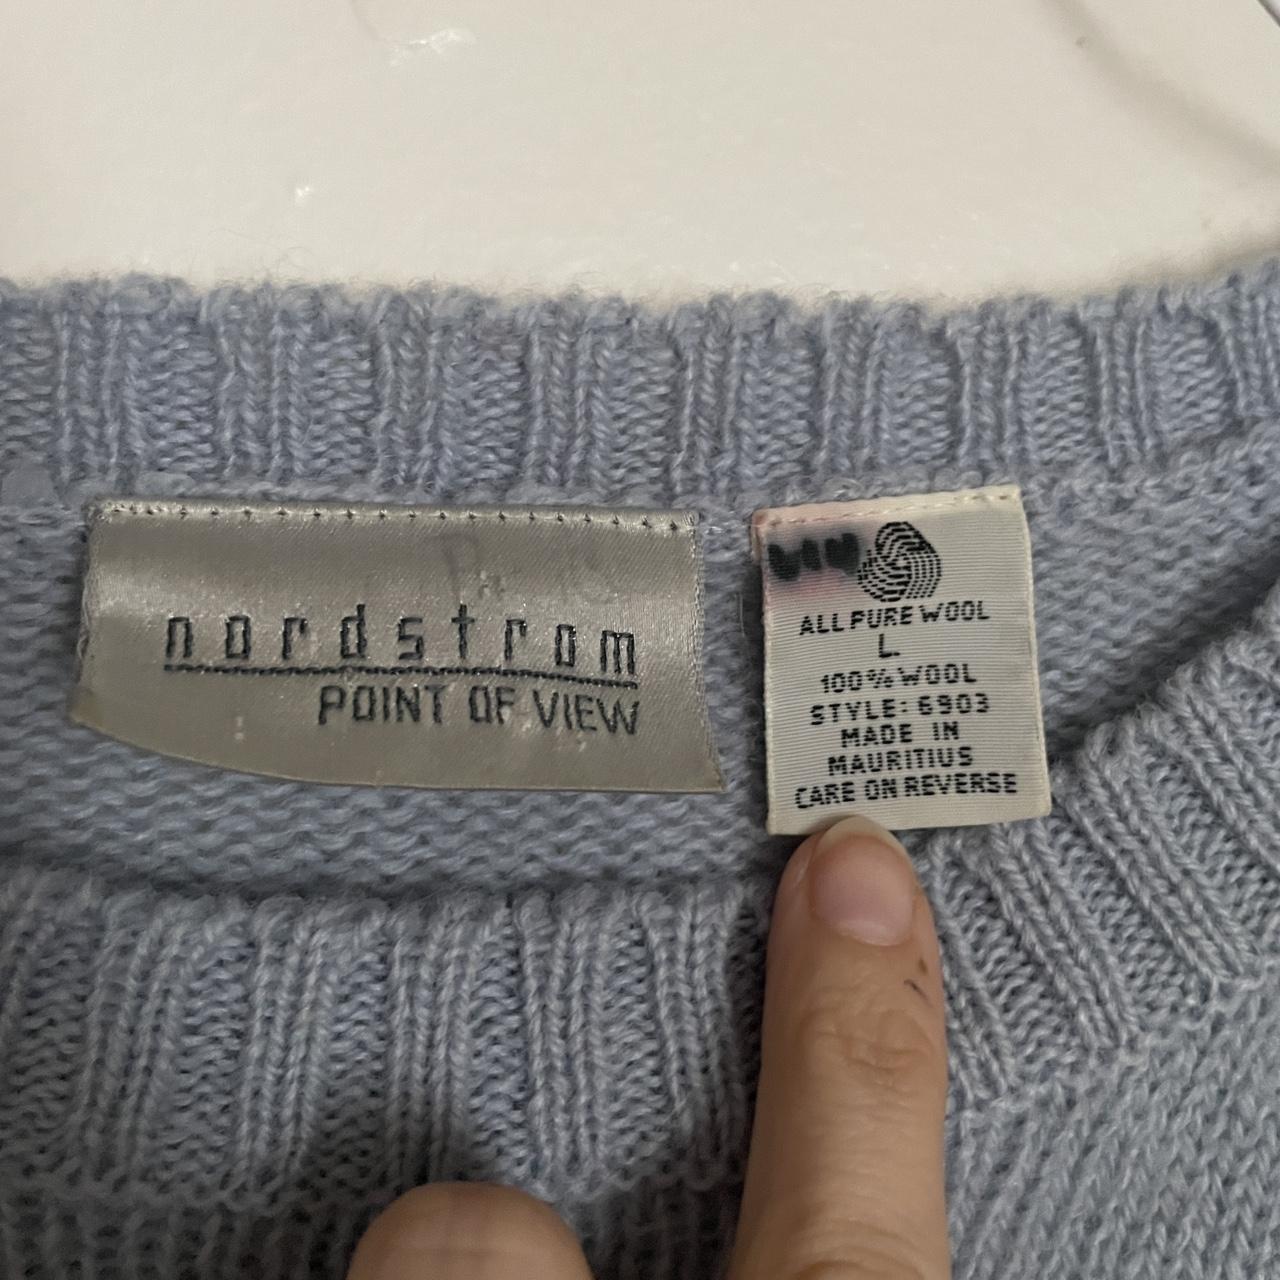 nordstrom
POINT OF VIEW
ALL PURE WOOL
L
100% WOOL
STYLE: 6903
MADE IN
MAURITIUS
CARE ON REVERSE